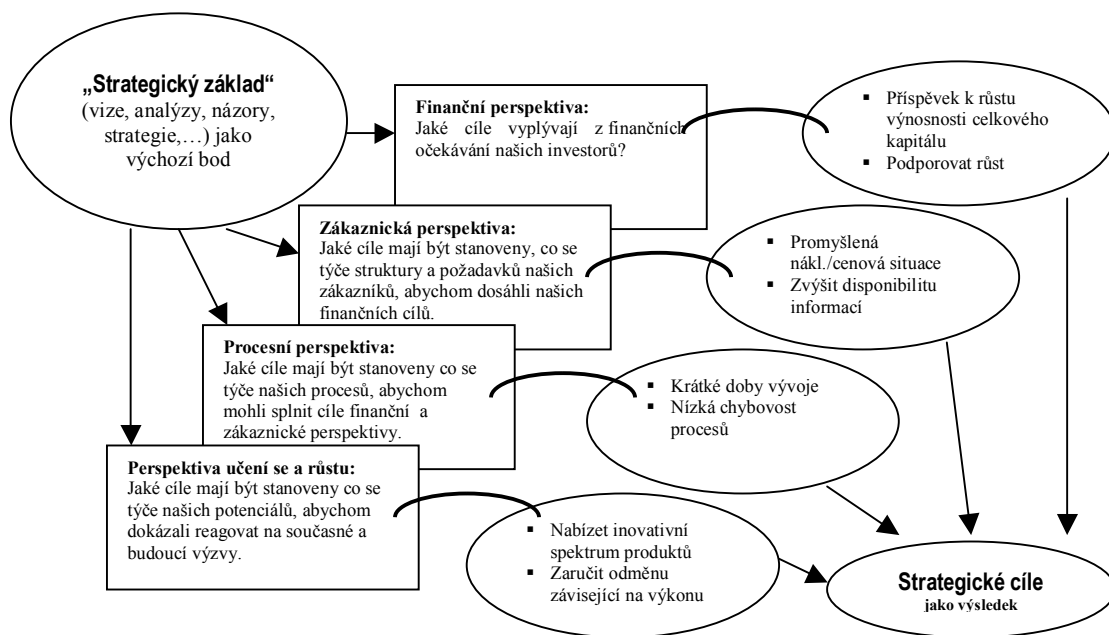 „Strategický základ“
(vize, analýzy, názory,
strategie,…) jako
výchozí bod
Finanční perspektiva:
Jaké cíle vyplývají z finančních
očekávání našich investorů?
▪ Příspěvek k růstu
výnosnosti celkového
kapitálu
▪ Podporovat růst
Zákaznická perspektiva:
Jaké cíle mají být stanoveny, co se
týče struktury a požadavků našich
zákazníků, abychom dosáhli našich
finančních cílů.
▪ Promyšlená
nákl./cenová situace
▪ Zvýšit disponibilitu
informací
Procesní perspektiva:
Jaké cíle mají být stanoveny co se
týče našich procesů, abychom
mohli splnit cíle finanční a
zákaznické perspektivy.
▪ Krátké doby vývoje
▪ Nízká chybovost
procesů
Perspektiva učení se a růstu:
Jaké cíle mají být stanoveny co se
týče našich potenciálů, abychom
dokázali reagovat na současné a
budoucí výzvy.
▪ Nabízet inovativní
spektrum produktů
▪ Zaručit odměnu
závisející na výkonu
Strategické cíle
jako výsledek